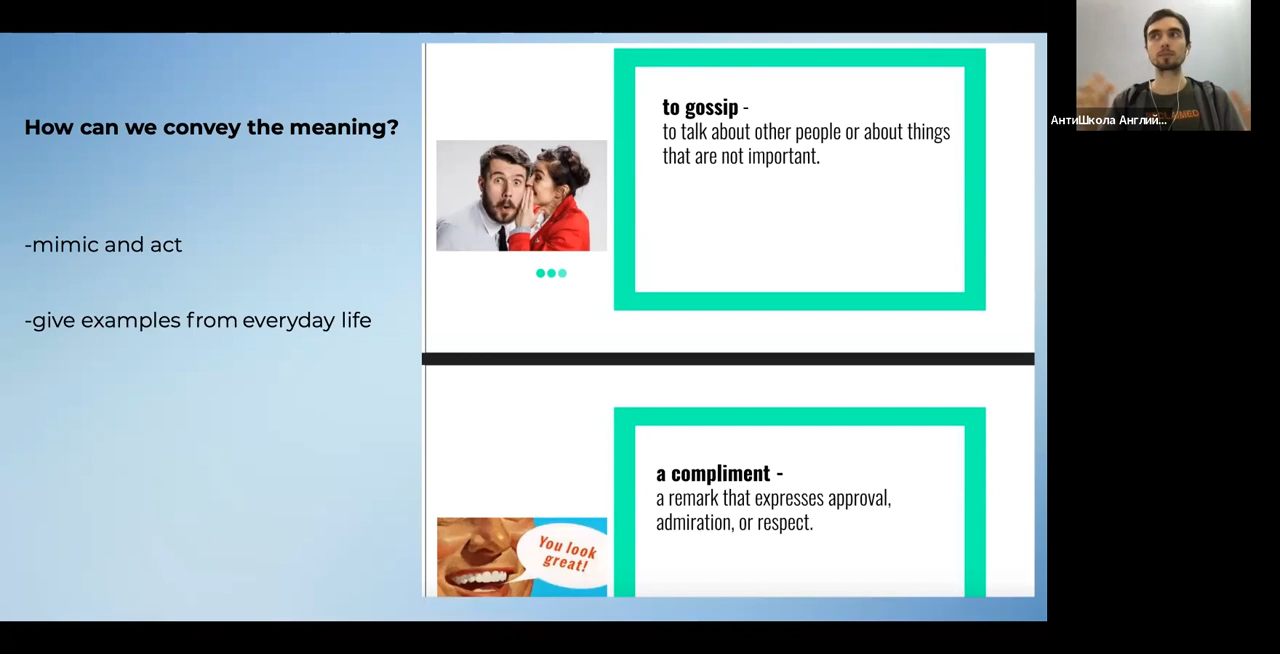 How can we convey the meaning?
-mimic and act
-give examples from everyday life
to gossip -
to talk about other people or about things
that are not important.
a compliment -
a remark that expresses approval,
admiration, or respect.
You look
great!
АнтиШкола Англий...